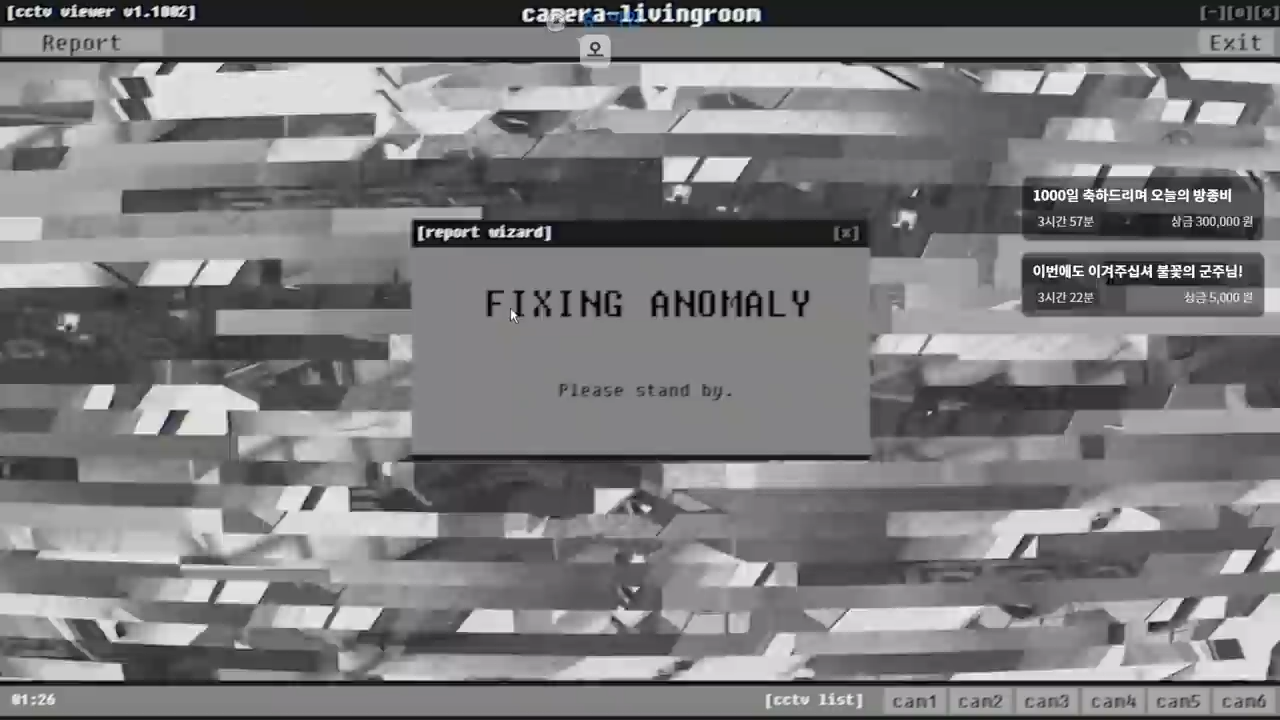 [cctv viewer v1.1002]
camera-livingroom
[-][o][x]
Report
Exit
1000일 축하드리며 오늘의 방종비
3시간 57분
상금 300,000 원
이번에도 이겨주십셔 불꽃의 군주님!
3시간 22분
상금 5,000 원
[report wizard]
[x]
FIXING ANOMALY
Please stand by.
01:26
[cctv list]
cam1
cam2
cam3
cam4
cam5
cam6